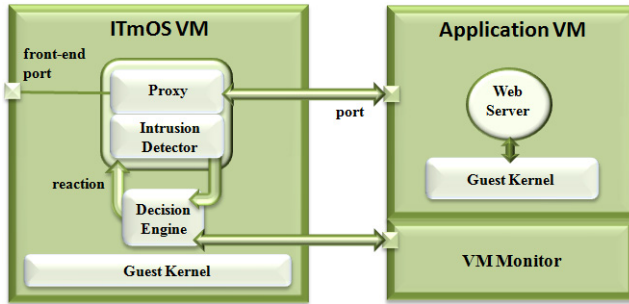 ITmOS VM
Application VM
front-end
port
Proxy
Intrusion
Detector
port
Web
Server
Guest Kernel
reaction
Decision
Engine
VM Monitor
Guest Kernel